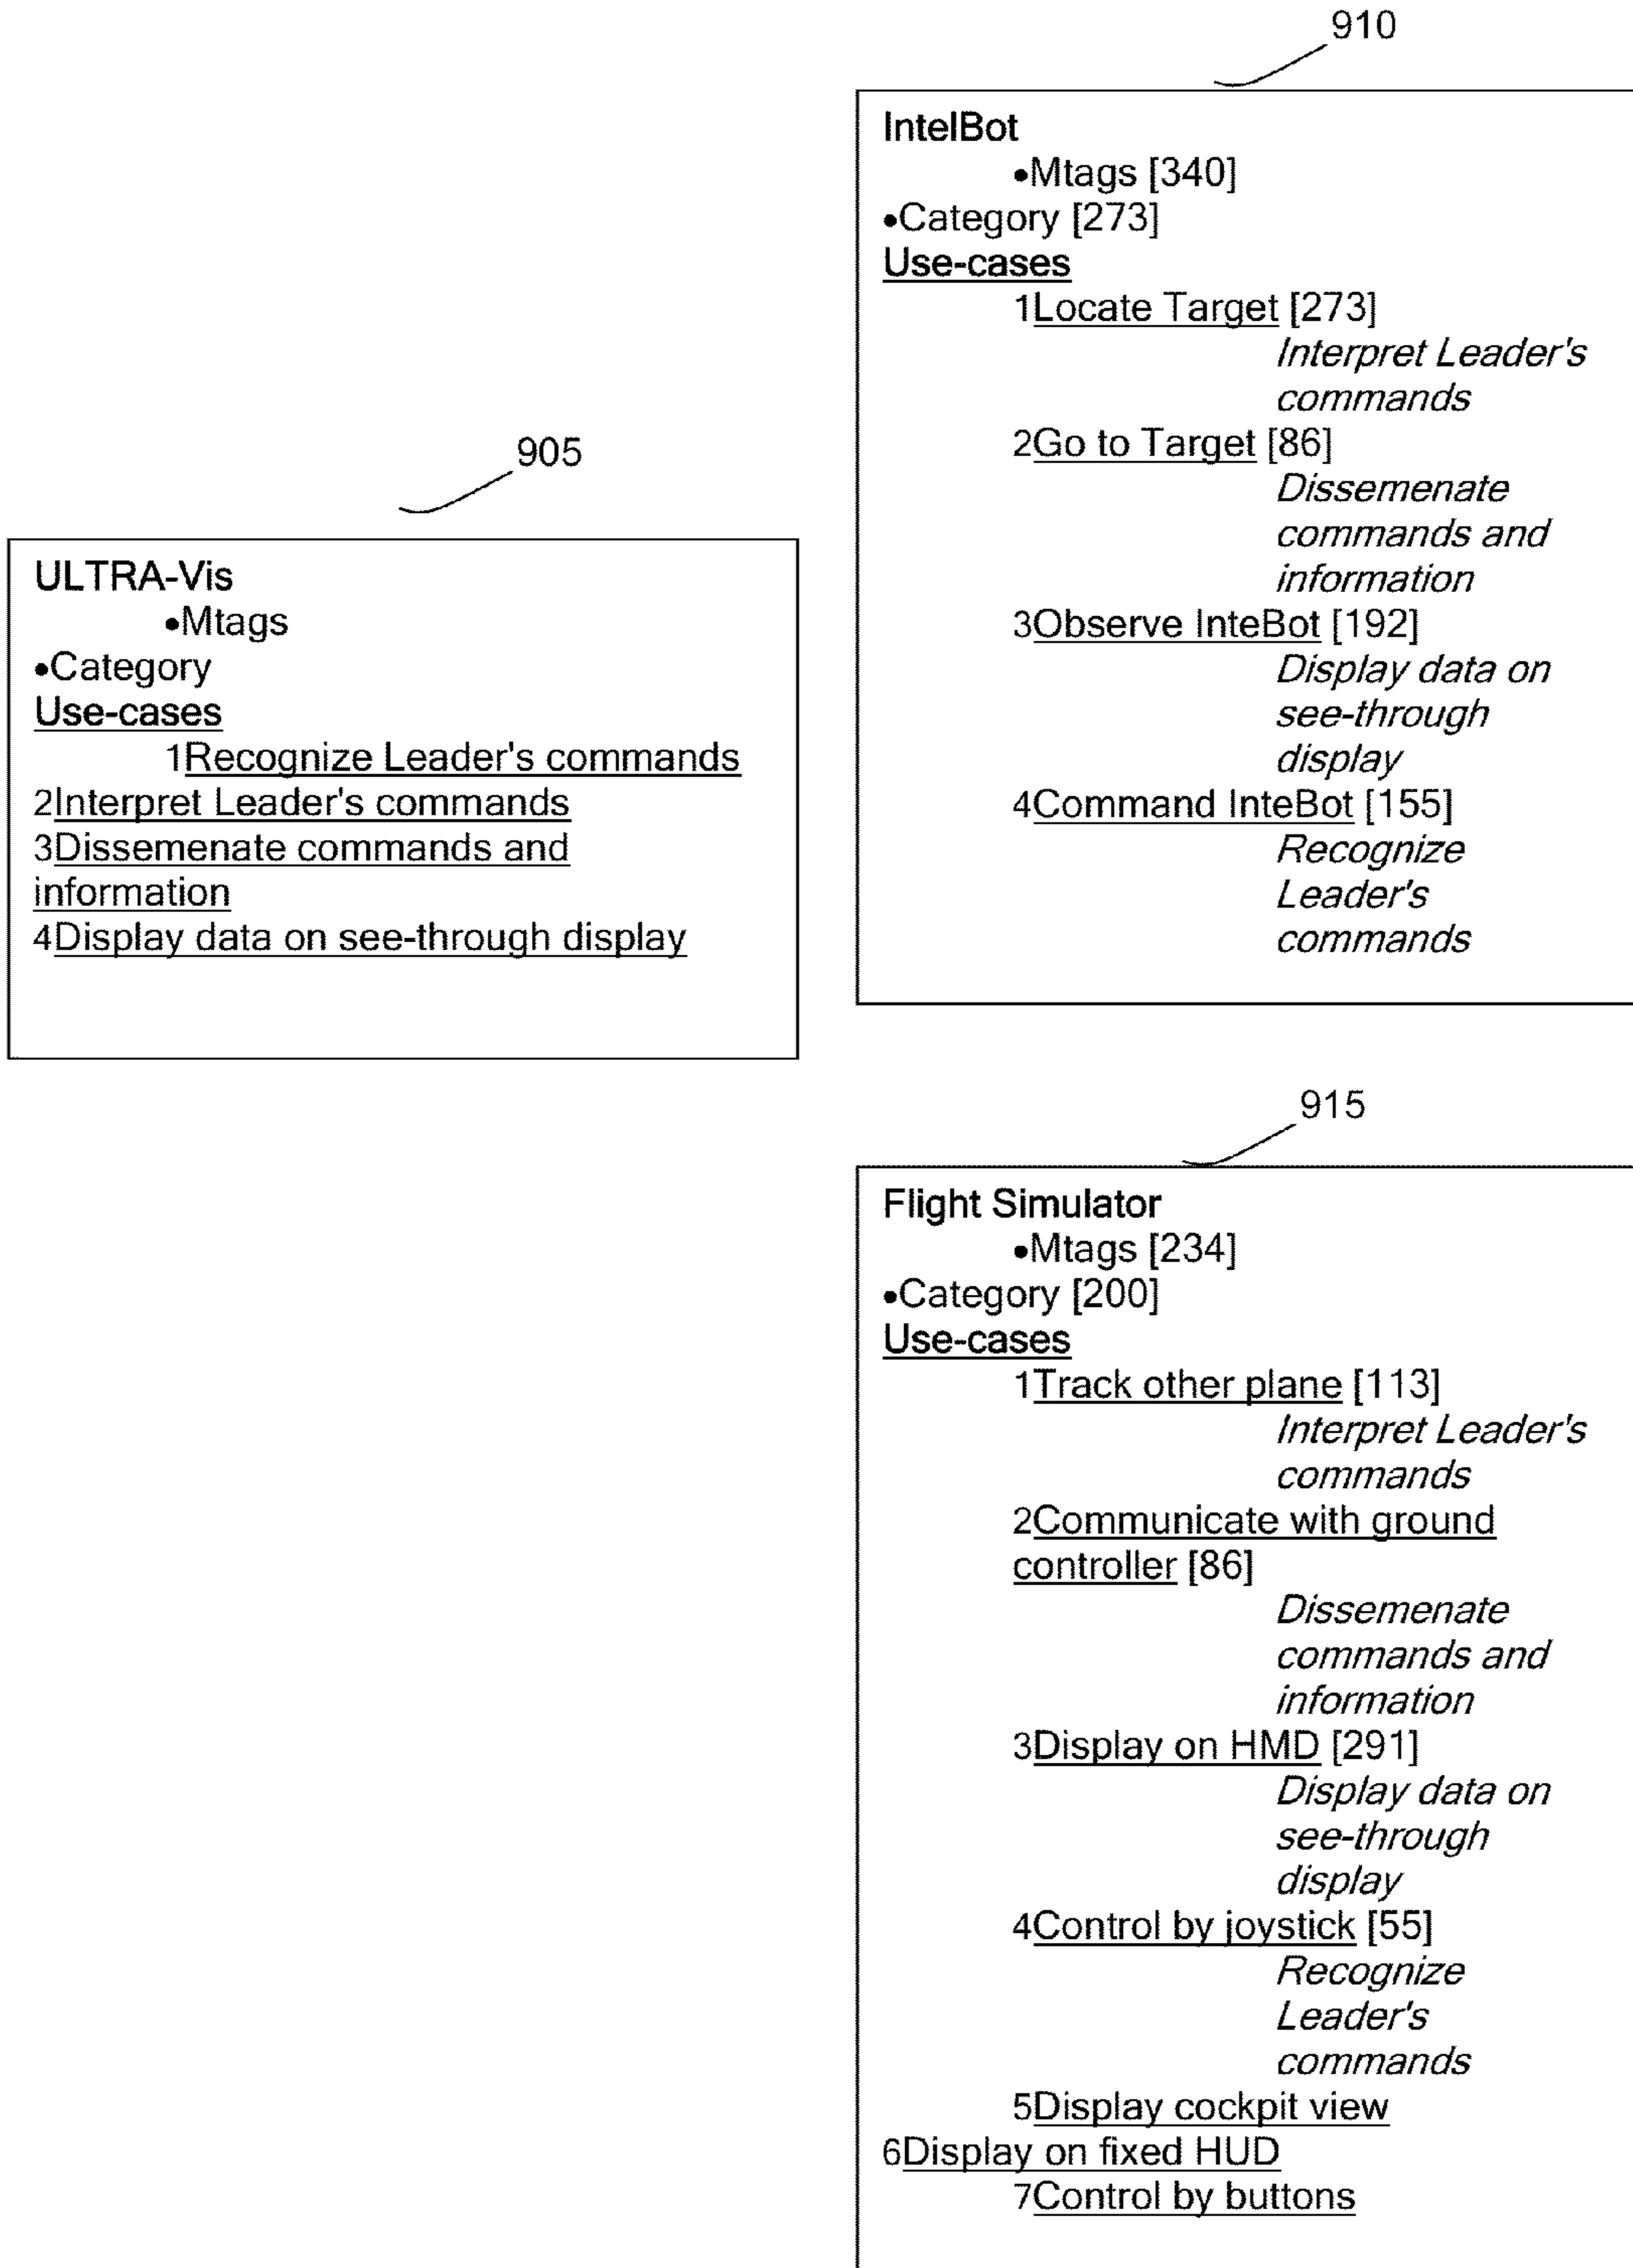 910
IntelBot
•Mtags [340]
•Category [273]
Use-cases
1Locate Target [273]
Interpret Leader's
commands
2Go to Target [86]
Dissemenate
commands and
information
3Observe InteBot [192]
Display data on
see-through
display
4Command InteBot [155]
Recognize
Leader's
commands
905
ULTRA-Vis
•Mtags
•Category
Use-cases
1Recognize Leader's commands
2Interpret Leader's commands
3Dissemenate commands and
information
4Display data on see-through display
915
Flight Simulator
•Mtags [234]
•Category [200]
Use-cases
1Track other plane [113]
Interpret Leader's
commands
2Communicate with ground
controller [86]
Dissemenate
commands and
information
3Display on HMD [291]
Display data on
see-through
display
4Control by joystick [55]
Recognize
Leader's
commands
5Display cockpit view
6Display on fixed HUD
7Control by buttons